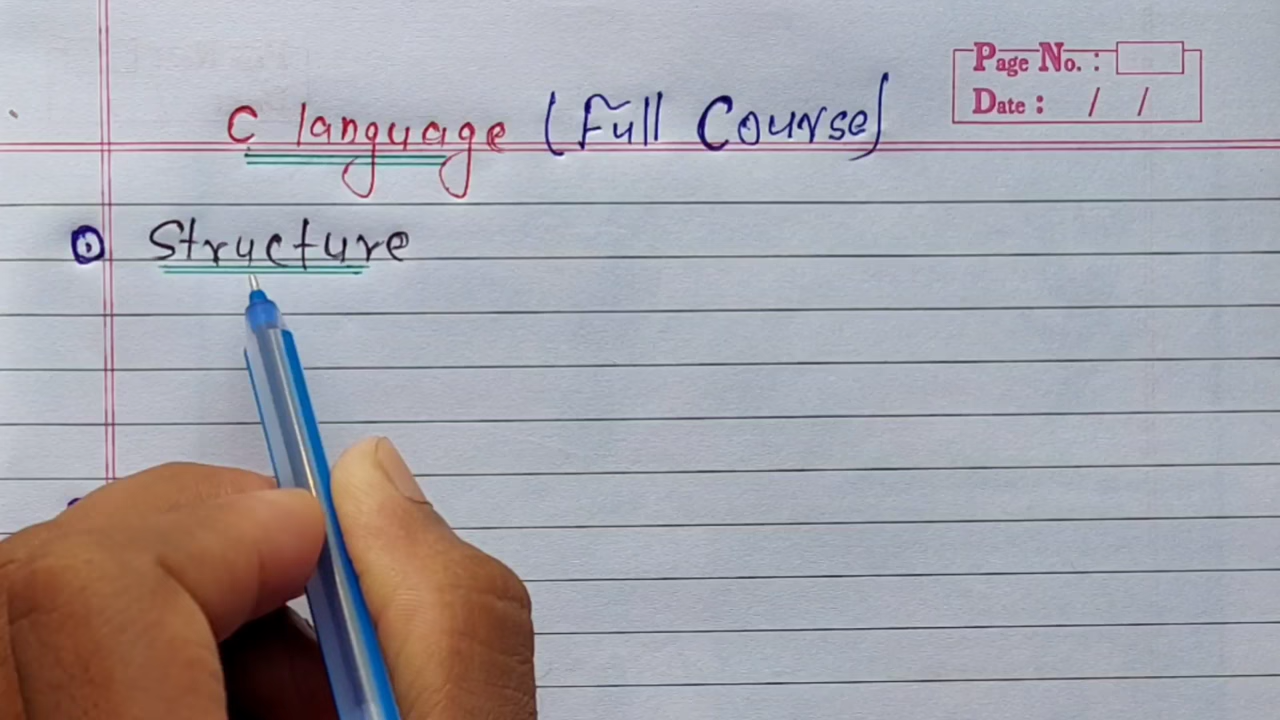 Page No. :
Date : / /
C language (Full Course)
Structure